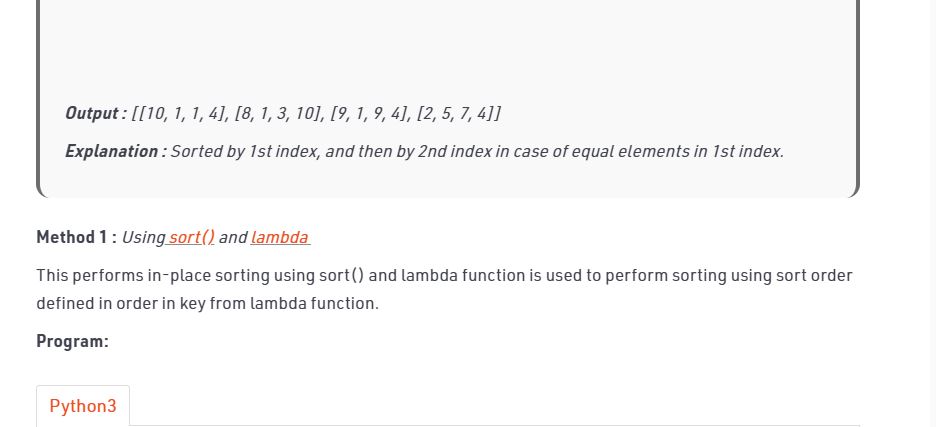 Output : [[10, 1, 1, 4], [8, 1, 3, 10], [9, 1, 9, 4], [2, 5, 7, 4]]
Explanation : Sorted by 1st index, and then by 2nd index in case of equal elements in 1st index.
Method 1 : Using sort() and lambda
This performs in-place sorting using sort() and lambda function is used to perform sorting using sort order
defined in order in key from lambda function.
Program:
Python3